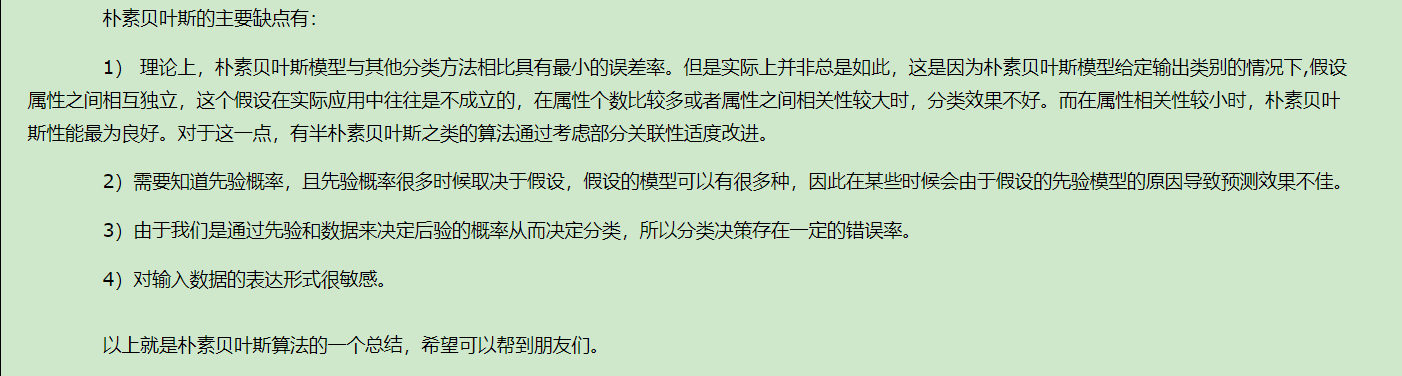 朴素贝叶斯的主要缺点有：
1） 理论上，朴素贝叶斯模型与其他分类方法相比具有最小的误差率。但是实际上并非总是如此，这是因为朴素贝叶斯模型给定输出类别的情况下,假设
属性之间相互独立，这个假设在实际应用中往往是不成立的，在属性个数比较多或者属性之间相关性较大时，分类效果不好。而在属性相关性较小时，朴素贝叶
斯性能最为良好。对于这一点，有半朴素贝叶斯之类的算法通过考虑部分关联性适度改进。
2）需要知道先验概率，且先验概率很多时候取决于假设，假设的模型可以有很多种，因此在某些时候会由于假设的先验模型的原因导致预测效果不佳。
3）由于我们是通过先验和数据来决定后验的概率从而决定分类，所以分类决策存在一定的错误率。
4）对输入数据的表达形式很敏感。
以上就是朴素贝叶斯算法的一个总结，希望可以帮到朋友们。